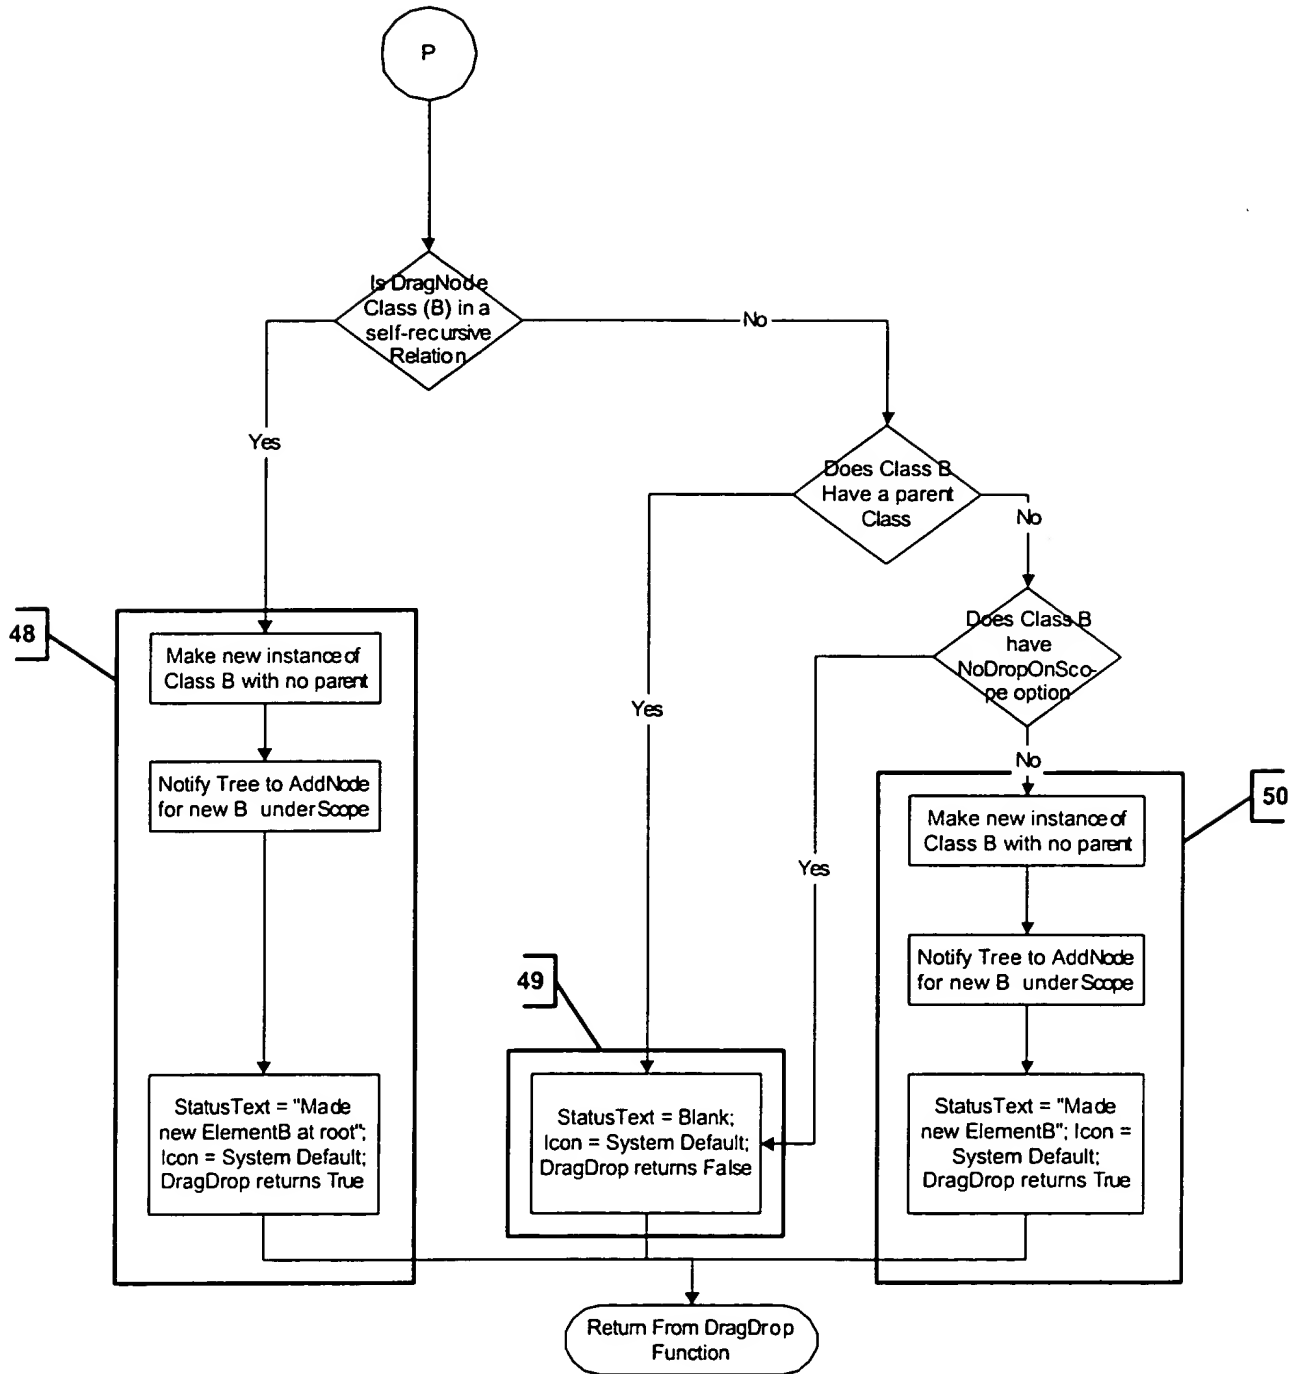 P
Is DragNode
Class (B) in a
self-recursive
Relation
No
Yes
Does Class B
Have a parent
Class
No
Does Class B
have
NoDropOnSco-
pe option
Yes
Yes
No
48
Make new instance of
Class B with no parent
Notify Tree to AddNode
for new B under Scope
StatusText = "Made
new ElementB at root";
Icon = System Default;
DragDrop returns True
49
StatusText = Blank;
Icon = System Default;
DragDrop returns False
50
Make new instance of
Class B with no parent
Notify Tree to AddNode
for new B under Scope
StatusText = "Made
new ElementB"; Icon =
System Default;
DragDrop returns True
Return From DragDrop
Function